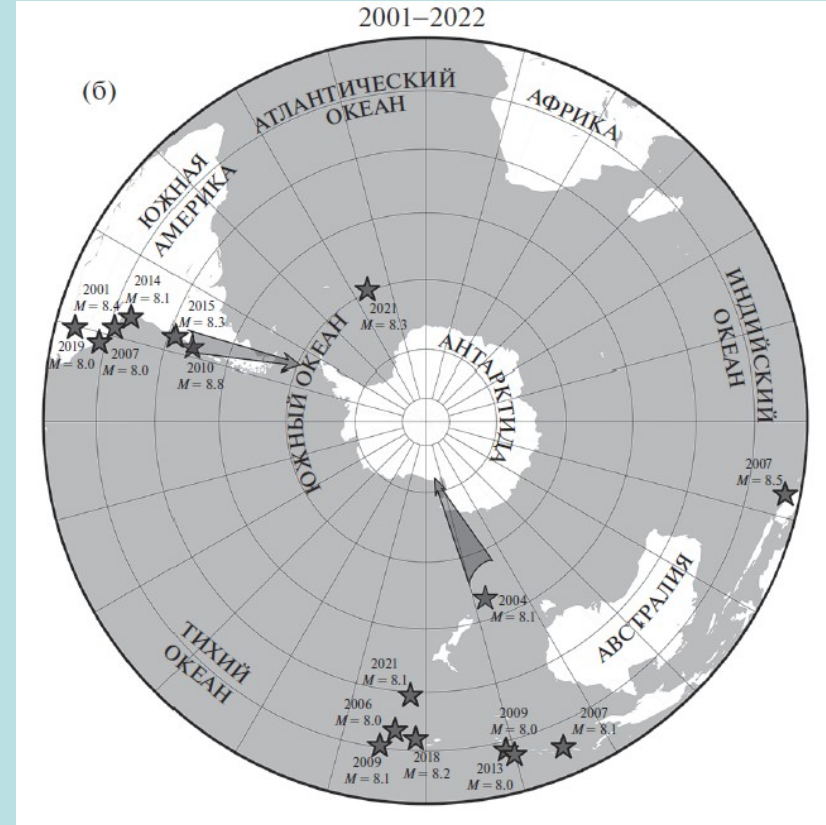 2001–2022
(б)
АТЛАНТИЧЕСКИЙ
ОКЕАН
АФРИКА
ЮЖНАЯ
АМЕРИКА
ИНДИЙСКИЙ
ОКЕАН
2001
M = 8.4
2014
M = 8.1
2015
M = 8.3
2019
M = 8.0
2007
M = 8.0
2010
M = 8.8
2021
M = 8.3
ЮЖНЫЙ ОКЕАН
АНТАРКТИДА
2007
M = 8.5
2004
M = 8.1
АВСТРАЛИЯ
ТИХИЙ
ОКЕАН
2021
M = 8.1
2006
M = 8.0
2009
M = 8.1
2018
M = 8.2
2009
M = 8.0
2013
M = 8.0
2007
M = 8.1